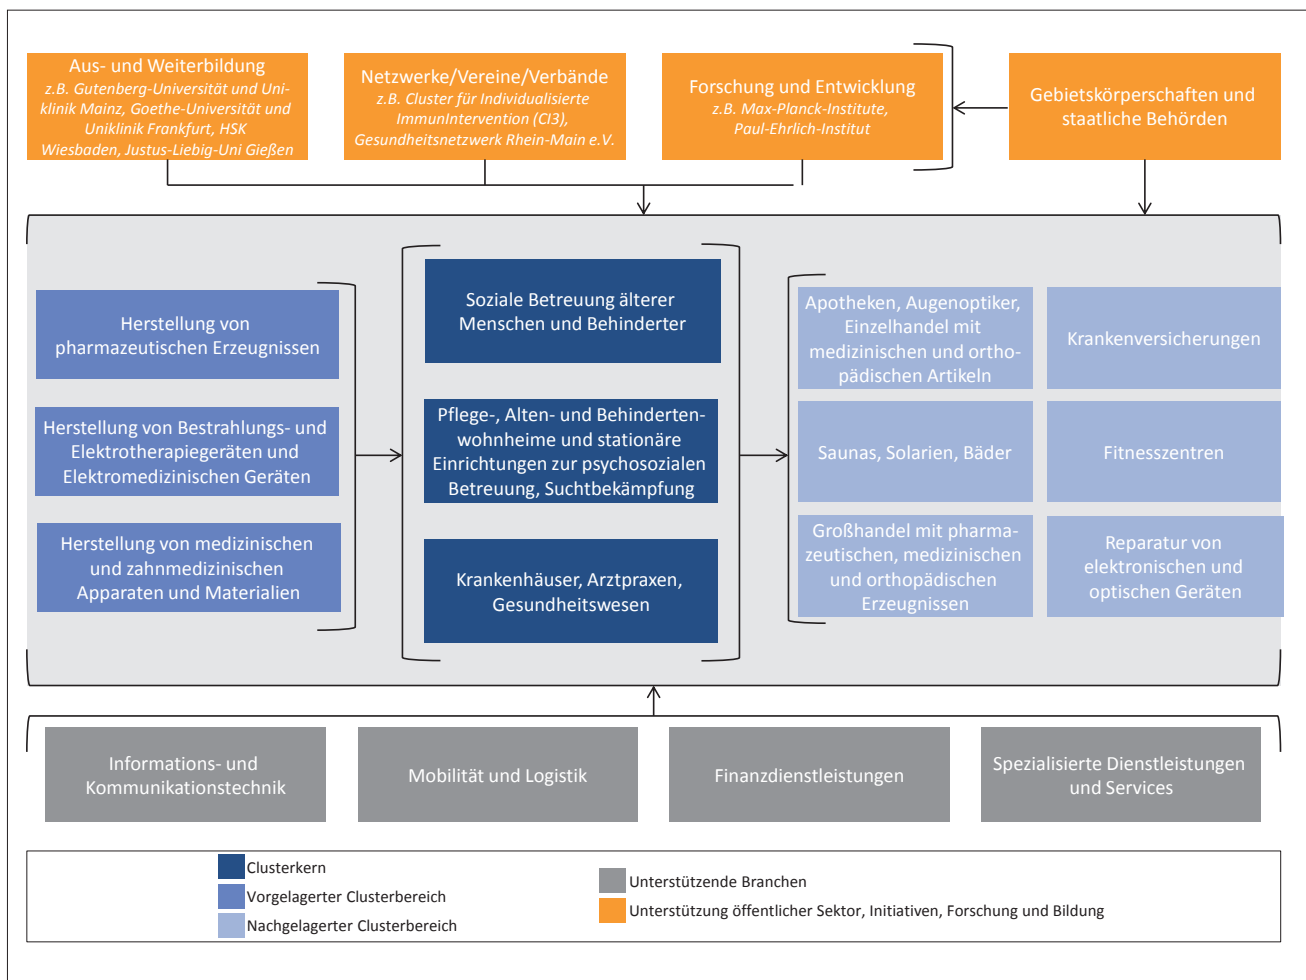 Aus- und Weiterbildung
z.B. Gutenberg-Universität und Uni-
klinik Mainz, Goethe-Universität und
Uniklinik Frankfurt, HSK
Wiesbaden, Justus-Liebig-Uni Gießen
Netzwerke/Vereine/Verbände
z.B. Cluster für Individualisierte
ImmunIntervention (CI3),
Gesundheitsnetzwerk Rhein-Main e.V.
Forschung und Entwicklung
z.B. Max-Planck-Institute,
Paul-Ehrlich-Institut
Gebietskörperschaften und
staatliche Behörden
Herstellung von
pharmazeutischen Erzeugnissen
Herstellung von Bestrahlungs- und
Elektrotherapiegeräten und
Elektromedizinischen Geräten
Herstellung von medizinischen
und zahnmedizinischen
Apparaten und Materialien
Soziale Betreuung älterer
Menschen und Behinderter
Pflege-, Alten- und Behinderten-
wohnheime und stationäre
Einrichtungen zur psychosozialen
Betreuung, Suchtbekämpfung
Krankenhäuser, Arztpraxen,
Gesundheitswesen
Apotheken, Augenoptiker,
Einzelhandel mit
medizinischen und ortho-
pädischen Artikeln
Krankenversicherungen
Saunas, Solarien, Bäder
Fitnesszentren
Großhandel mit pharma-
zeutischen, medizinischen
und orthopädischen
Erzeugnissen
Reparatur von
elektronischen und
optischen Geräten
Informations- und
Kommunikationstechnik
Mobilität und Logistik
Finanzdienstleistungen
Spezialisierte Dienstleistungen
und Services
Clusterkern
Vorgelagerter Clusterbereich
Nachgelagerter Clusterbereich
Unterstützende Branchen
Unterstützung öffentlicher Sektor, Initiativen, Forschung und Bildung